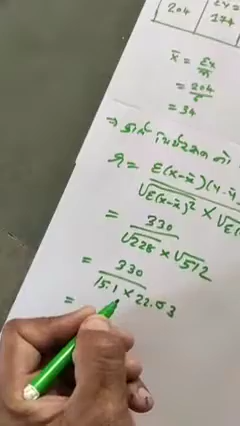 204
174
x̄ = Σx/n
= 204/6
= 34
r = Σ(x-x̄)(y-ȳ) / √Σ(x-x̄)² × √Σ(
= 330 / √228 × √512
= 330 / 15.1 × 22.63
=